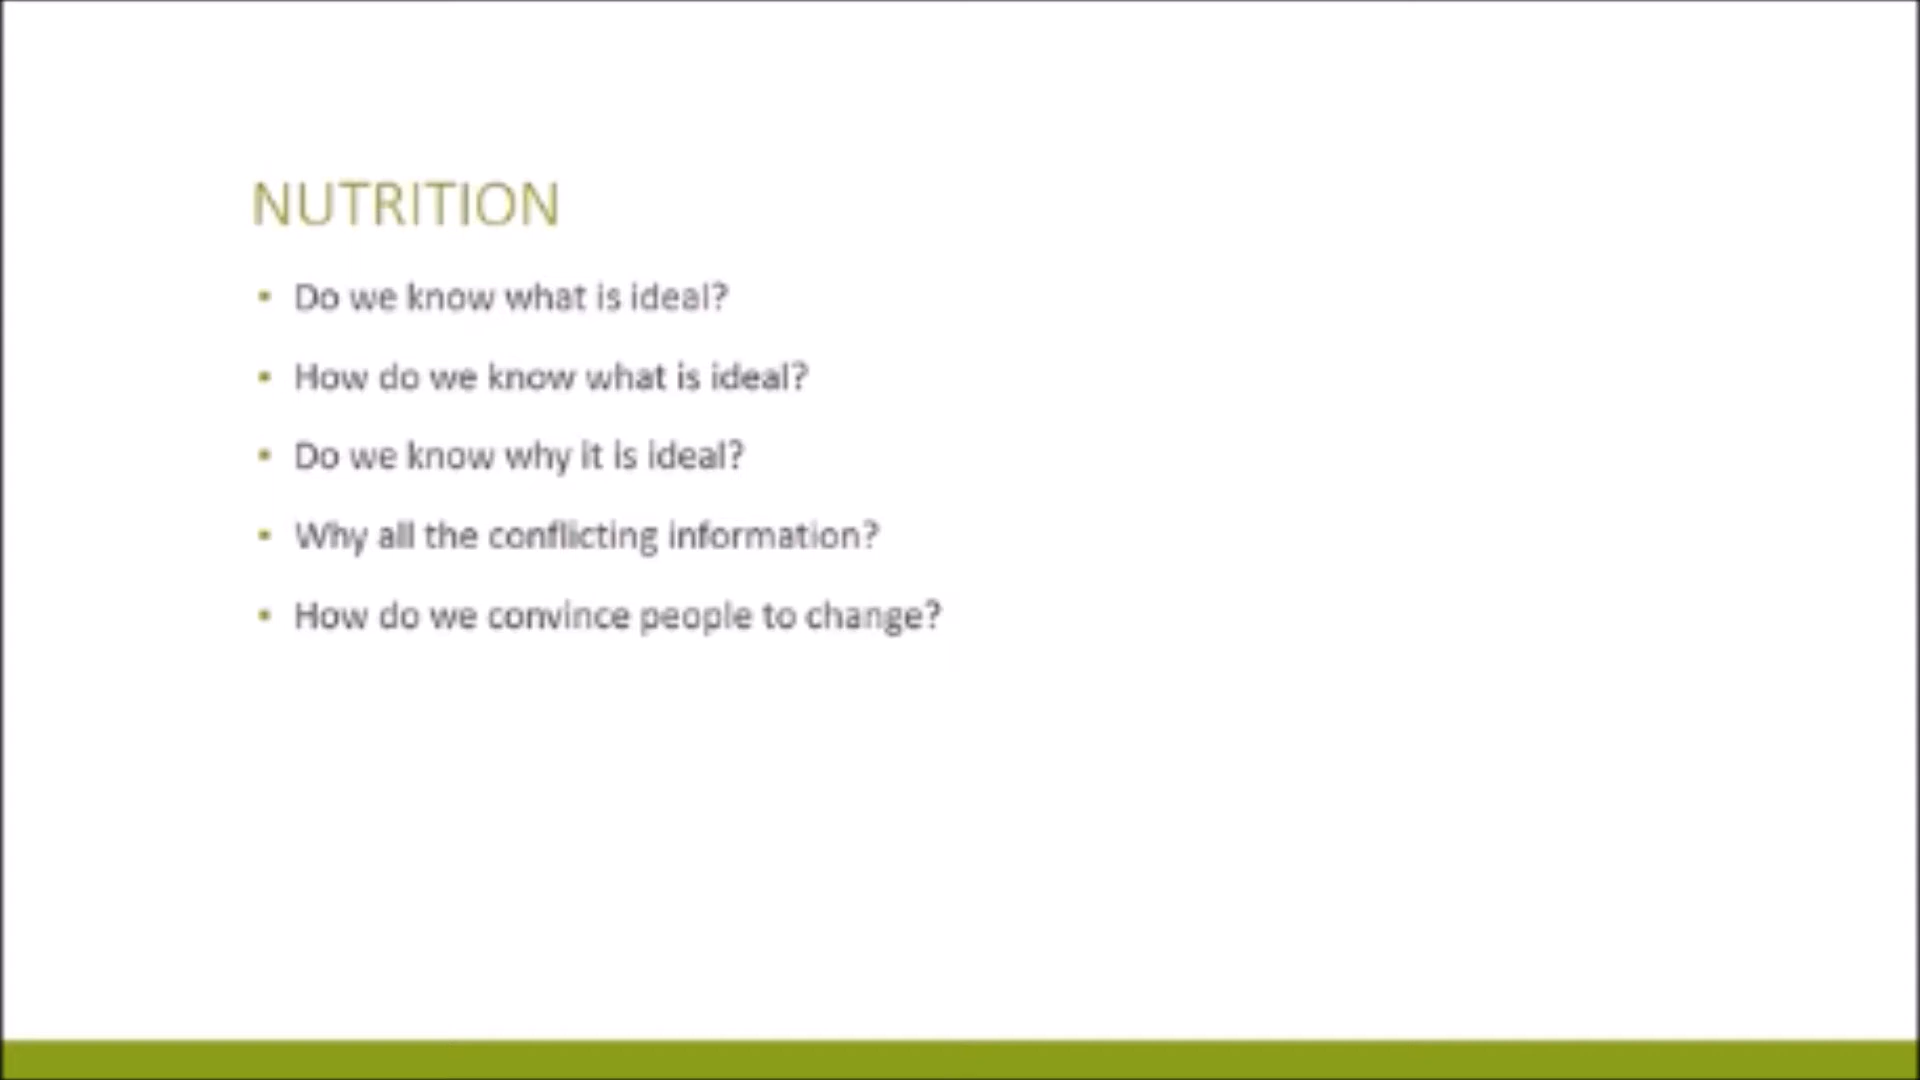 NUTRITION
▪ Do we know what is ideal?
▪ How do we know what is ideal?
▪ Do we know why it is ideal?
▪ Why all the conflicting information?
▪ How do we convince people to change?